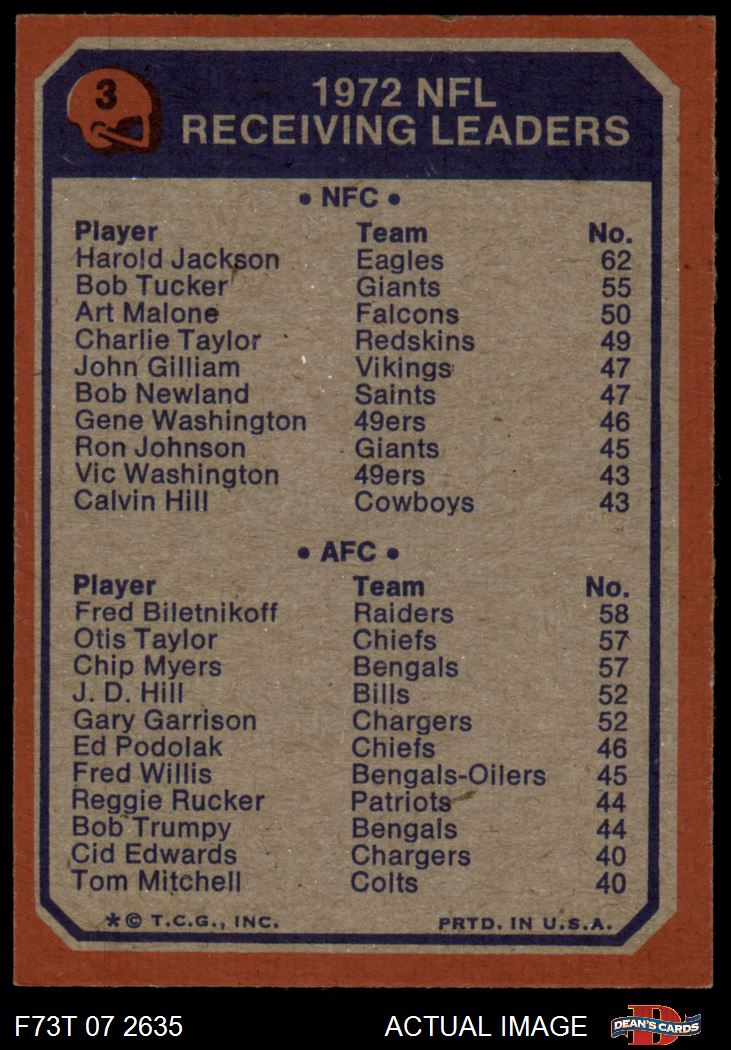 3
1972 NFL
RECEIVING LEADERS
• NFC •
Player Team No.
Harold Jackson Eagles 62
Bob Tucker Giants 55
Art Malone Falcons 50
Charlie Taylor Redskins 49
John Gilliam Vikings 47
Bob Newland Saints 47
Gene Washington 49ers 46
Ron Johnson Giants 45
Vic Washington 49ers 43
Calvin Hill Cowboys 43
• AFC •
Player Team No.
Fred Biletnikoff Raiders 58
Otis Taylor Chiefs 57
Chip Myers Bengals 57
J. D. Hill Bills 52
Gary Garrison Chargers 52
Ed Podolak Chiefs 46
Fred Willis Bengals-Oilers 45
Reggie Rucker Patriots 44
Bob Trumpy Bengals 44
Cid Edwards Chargers 40
Tom Mitchell Colts 40
*© T.C.G., INC. PRTD. IN U.S.A.
F73T 07 2635 ACTUAL IMAGE D DEAN'S CARDS